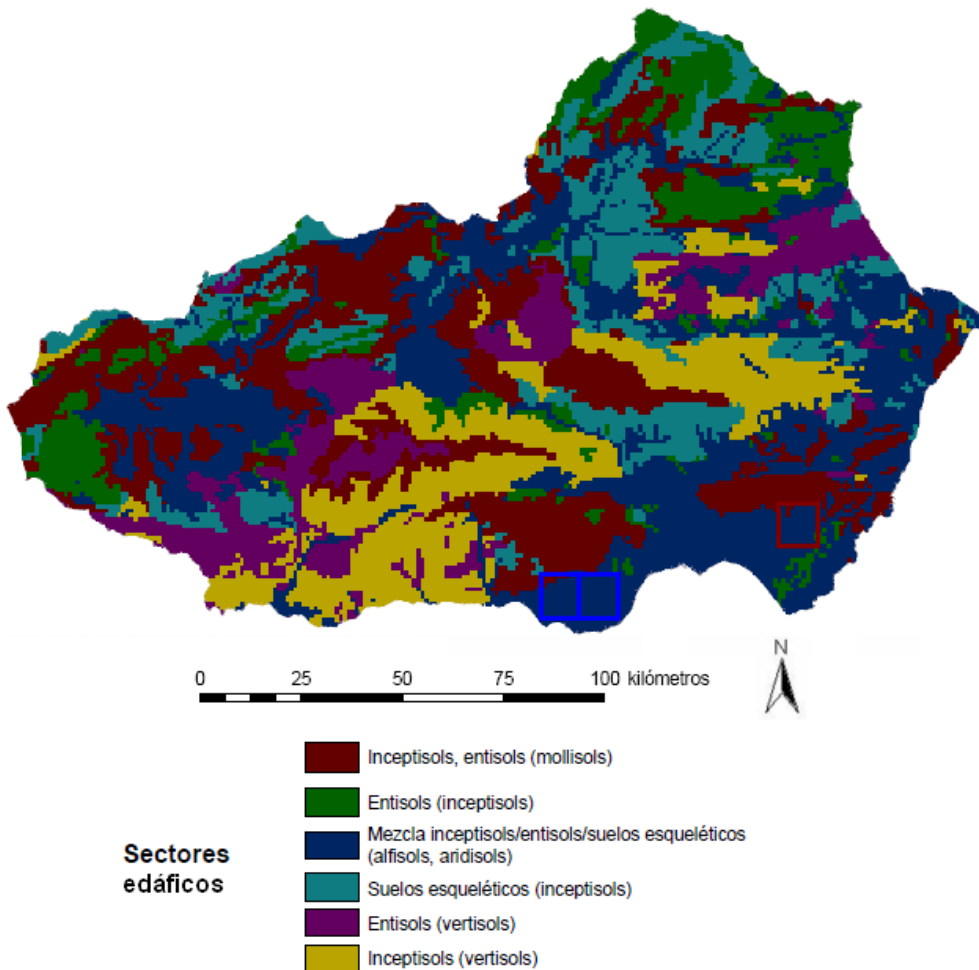 N
0 25 50 75 100 kilómetros
Sectores
edáficos
Inceptisols, entisols (mollisols)
Entisols (inceptisols)
Mezcla inceptisols/entisols/suelos esqueléticos
(alfisols, aridisols)
Suelos esqueléticos (inceptisols)
Entisols (vertisols)
Inceptisols (vertisols)